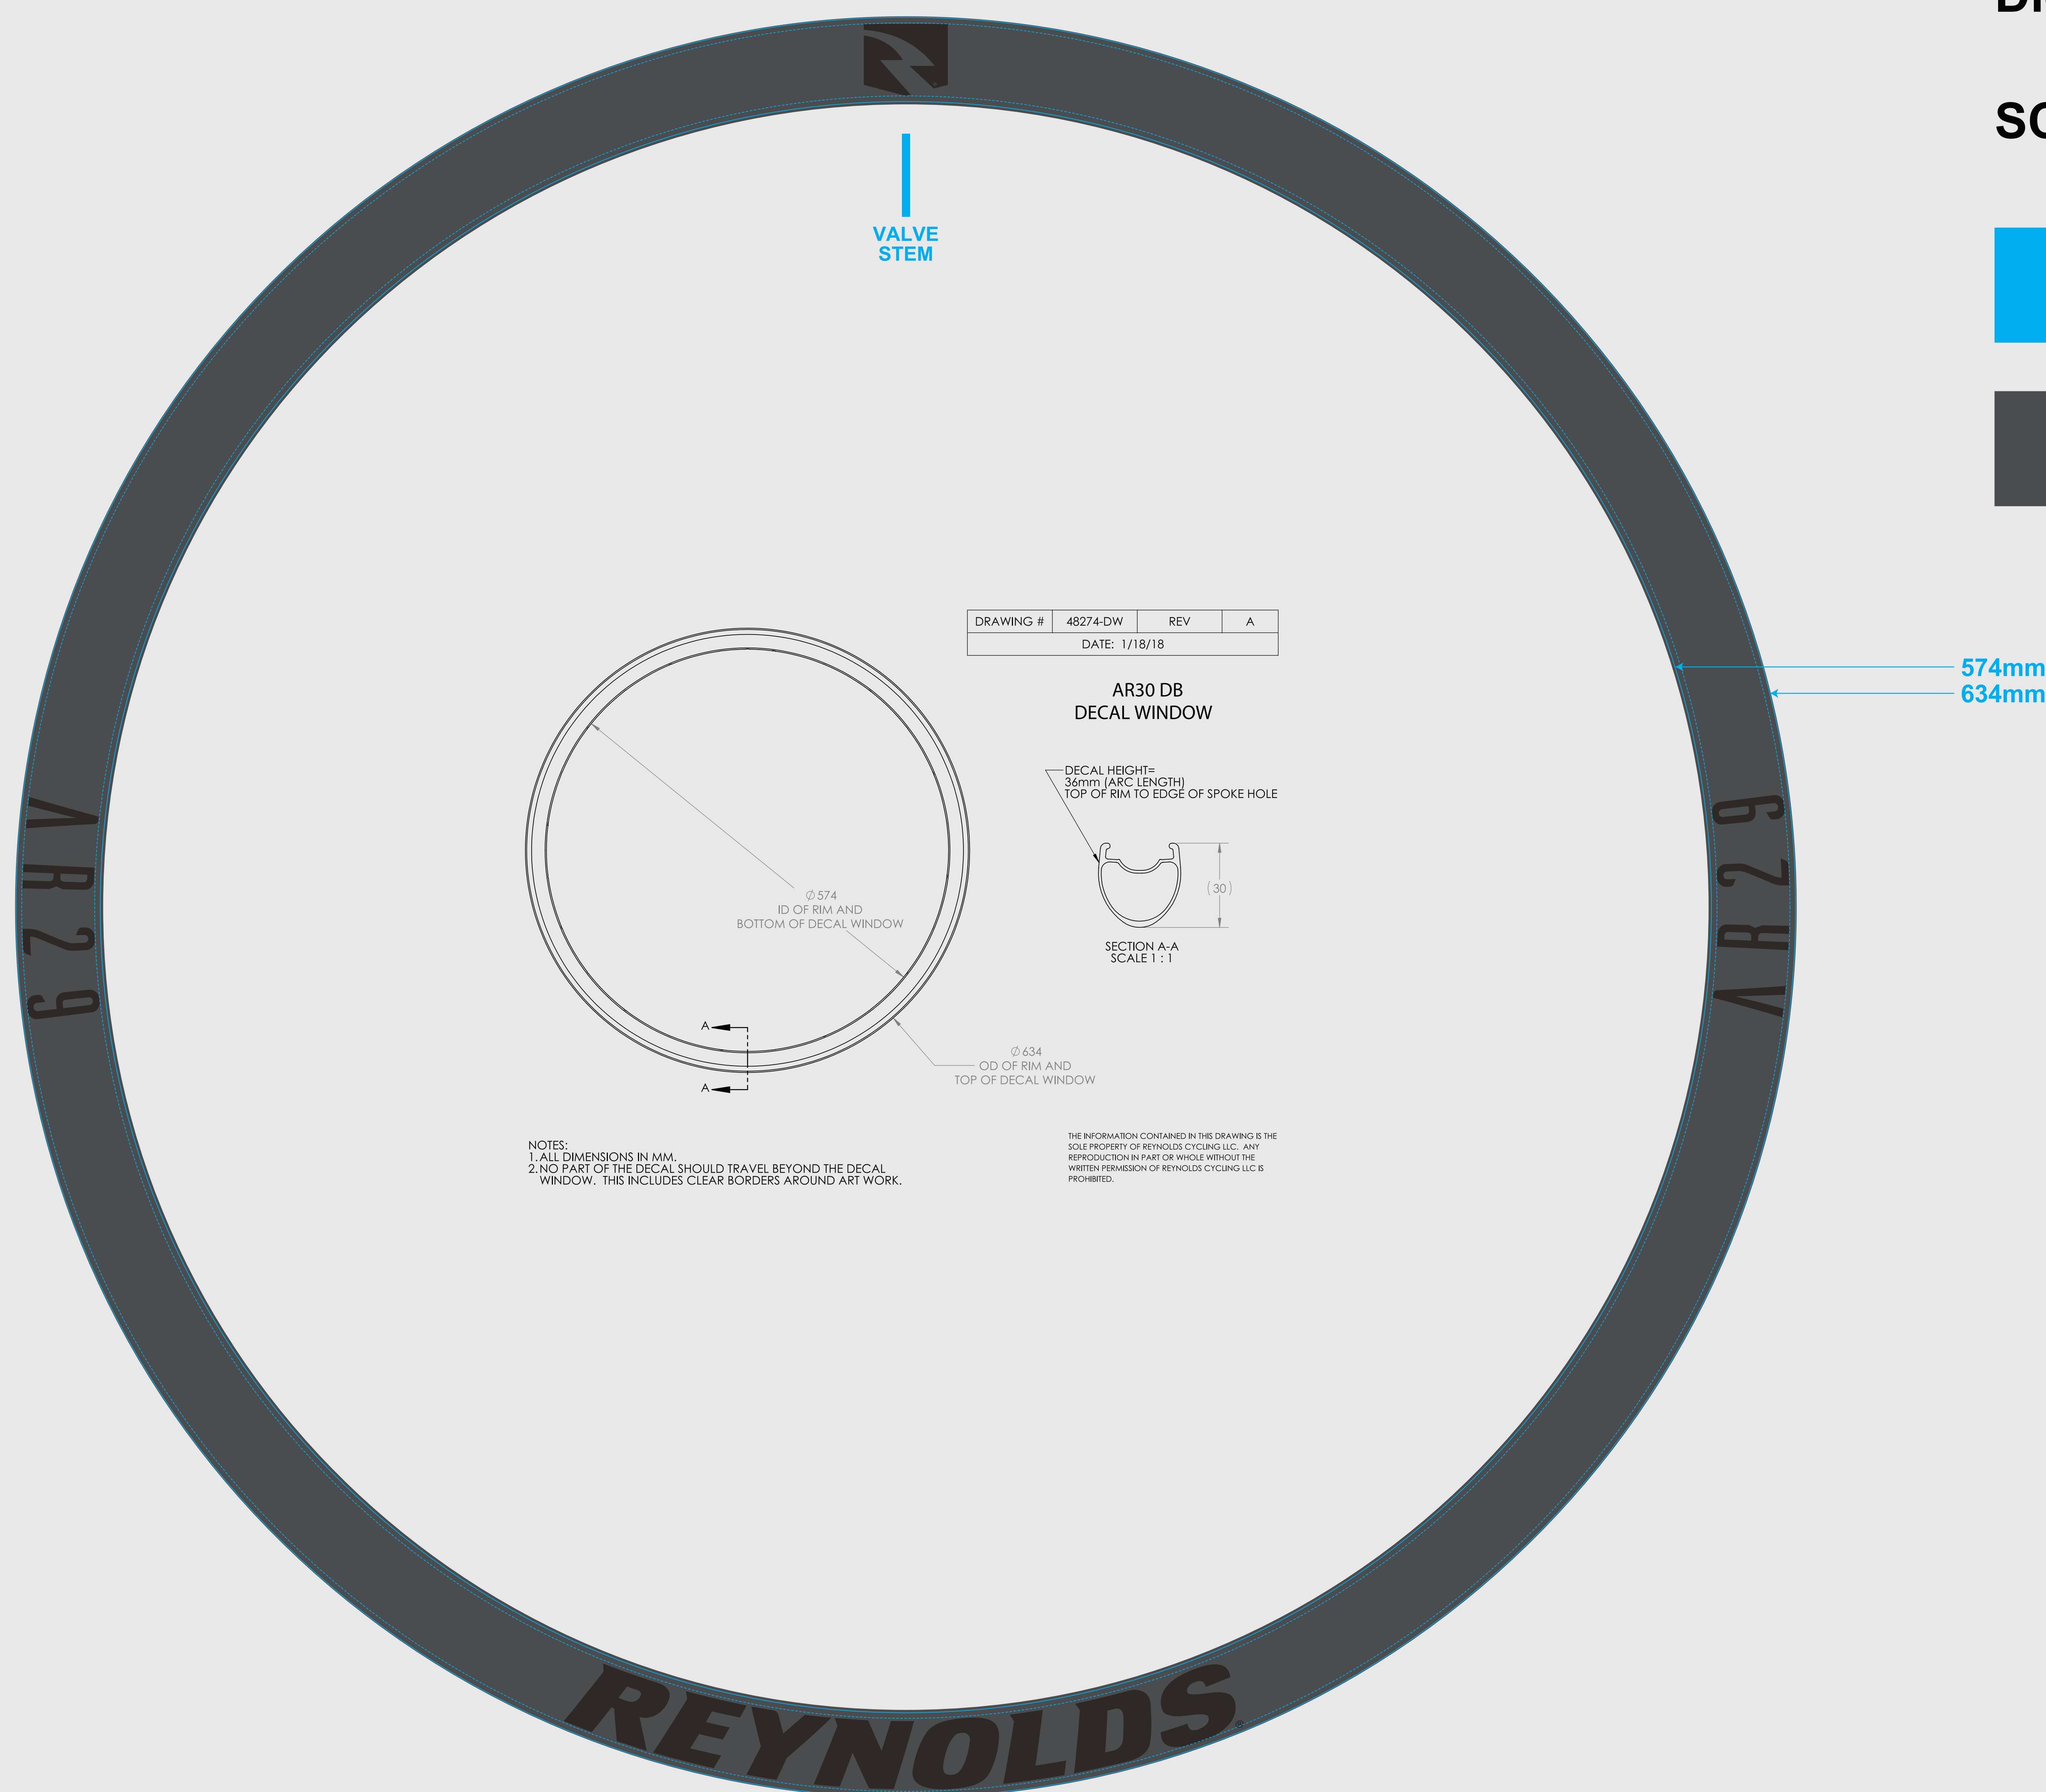 VALVE
STEM
574mm
634mm
DRAWING # 48274-DW REV A
DATE: 1/18/18
AR30 DB
DECAL WINDOW
DECAL HEIGHT=
36mm (ARC LENGTH)
TOP OF RIM TO EDGE OF SPOKE HOLE
(30)
SECTION A-A
SCALE 1 : 1
∅574
ID OF RIM AND
BOTTOM OF DECAL WINDOW
A
A
∅634
OD OF RIM AND
TOP OF DECAL WINDOW
NOTES:
1. ALL DIMENSIONS IN MM.
2. NO PART OF THE DECAL SHOULD TRAVEL BEYOND THE DECAL
WINDOW. THIS INCLUDES CLEAR BORDERS AROUND ART WORK.
THE INFORMATION CONTAINED IN THIS DRAWING IS THE
SOLE PROPERTY OF REYNOLDS CYCLING LLC. ANY
REPRODUCTION IN PART OR WHOLE WITHOUT THE
WRITTEN PERMISSION OF REYNOLDS CYCLING LLC IS
PROHIBITED.
AR29
AR29
REYNOLDS®